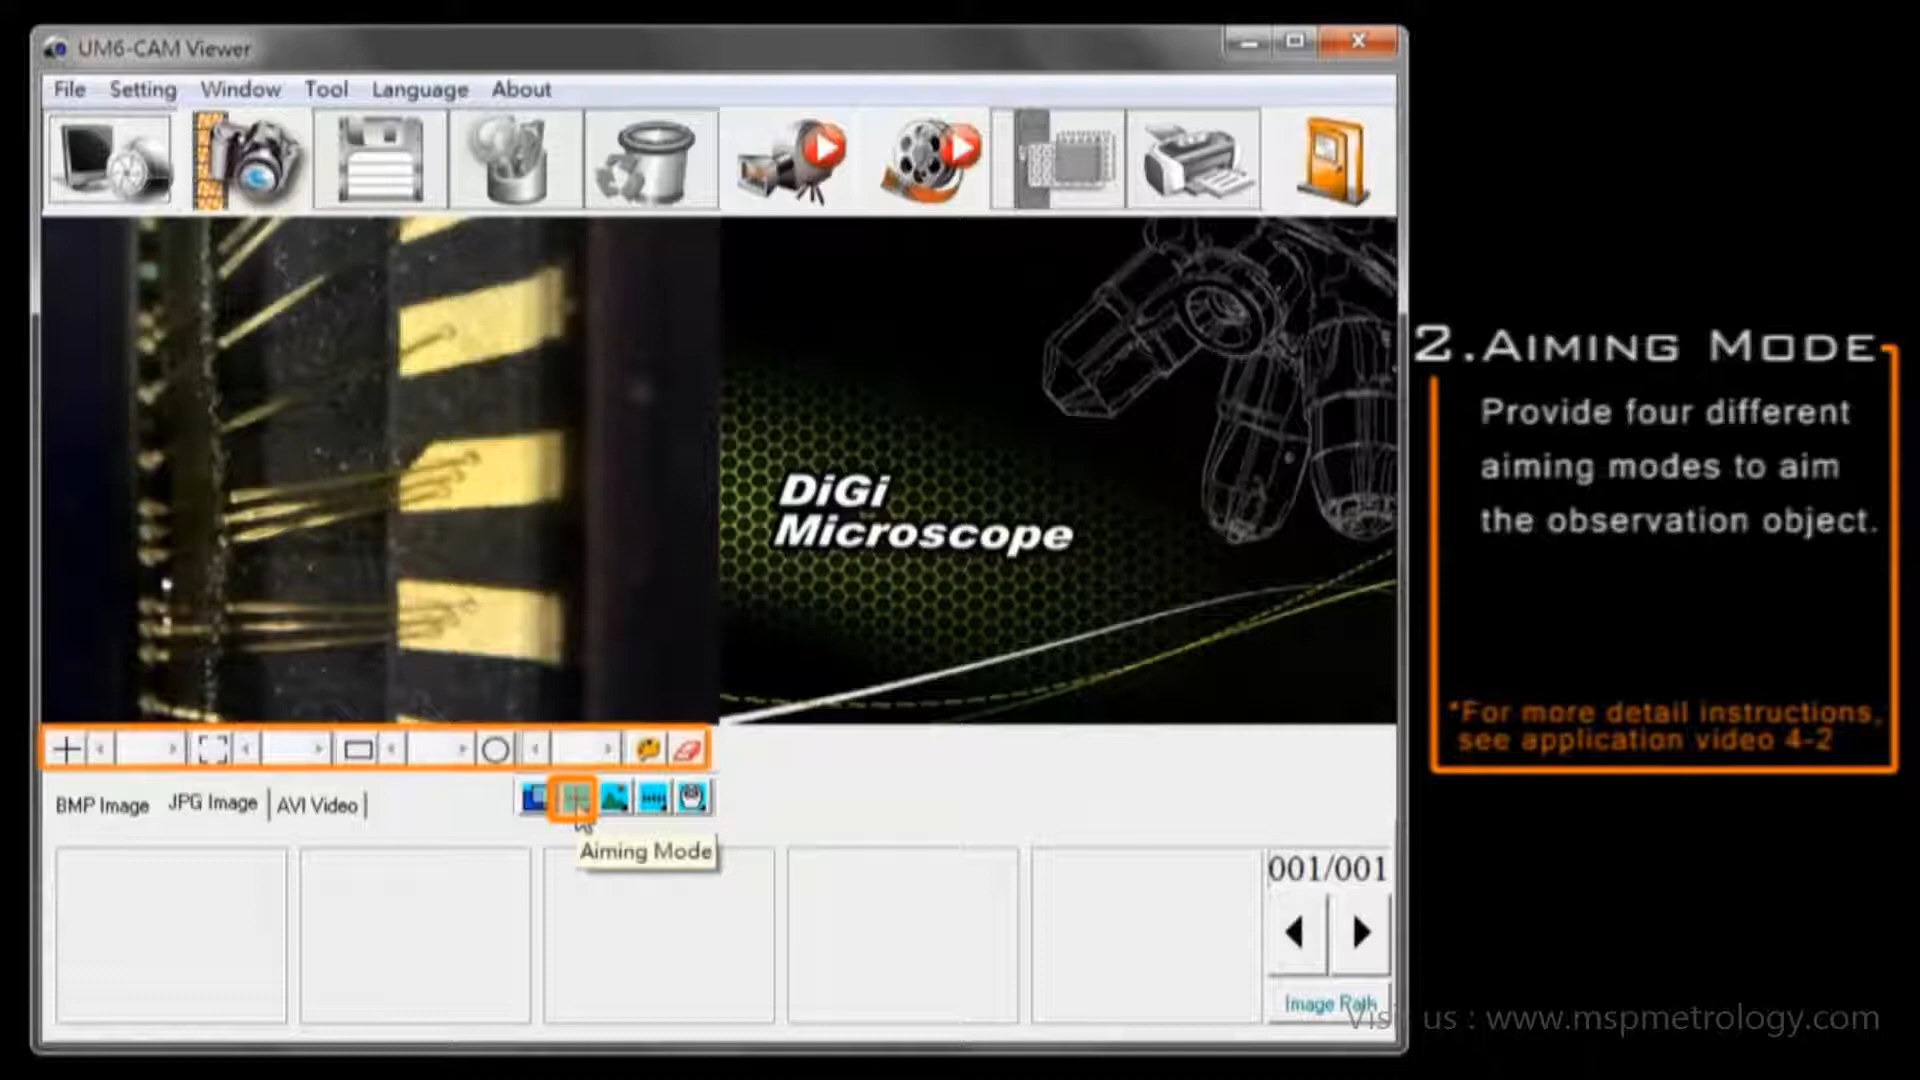 UM6-CAM Viewer
File Setting Window Tool Language About
DiGi
Microscope
2.AIMING MODE
Provide four different
aiming modes to aim
the observation object.
*For more detail instructions,
see application video 4-2
BMP Image JPG Image AVI Video
Aiming Mode
001/001
Image Path
Visit us : www.mspmetrology.com